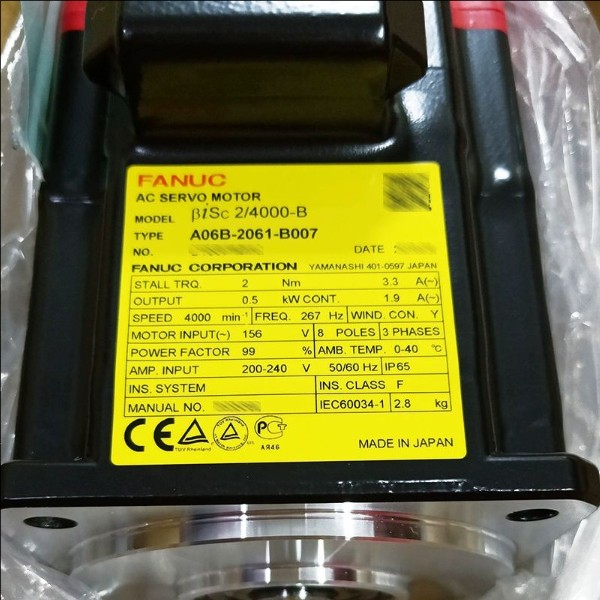 FANUC
AC SERVO MOTOR
MODEL βiSc 2/4000-B
TYPE A06B-2061-B007
NO. DATE
FANUC CORPORATION YAMANASHI 401-0597 JAPAN
STALL TRQ. 2 Nm 3.3 A(~)
OUTPUT 0.5 kW CONT. 1.9 A(~)
SPEED 4000 min⁻¹ FREQ. 267 Hz WIND. CON. Y
MOTOR INPUT(~) 156 V 8 POLES 3 PHASES
POWER FACTOR 99 % AMB. TEMP. 0-40 °C
AMP. INPUT 200-240 V 50/60 Hz IP65
INS. SYSTEM INS. CLASS F
MANUAL NO. IEC60034-1 2.8 kg
CE TÜV Rheinland PCT
AЯ46
MADE IN JAPAN